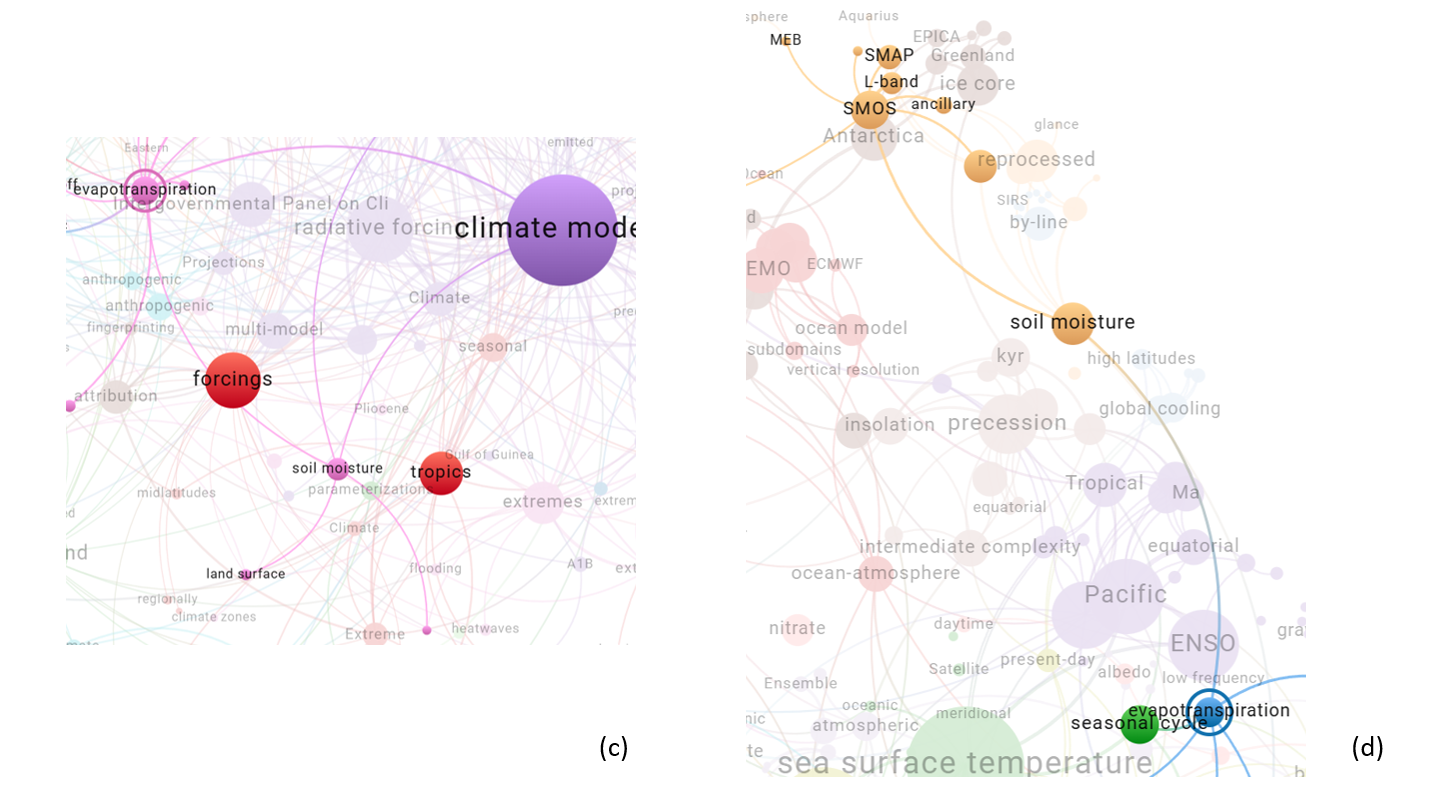 Eastern
emitted
ff
evapotranspiration
Intergovernmental Panel on Cli
proj
radiative forcin
climate mode
Projections
anthropogenic
anthropogenic
Climate
fingerprinting
multi-model
pre
seasonal
forcings
attribution
Pliocene
Gulf of Guinea
soil moisture
tropics
parameterization
midlatitudes
extremes
extrem
Climate
nd
flooding
A1B
ext
land surface
regionally
climate zones
Extreme
heatwaves
(c)
sphere
Aquarius
MEB
EPICA
SMAP
Greenland
L-band
ice core
SMOS
ancillary
Antarctica
glance
reprocessed
SIRS
by-line
d
EMO
ECMWF
soil moisture
ocean model
subdomains
kyr
high latitudes
vertical resolution
global cooling
insolation
precession
Tropical
Ma
equatorial
intermediate complexity
equatorial
ocean-atmosphere
Pacific
nitrate
daytime
gra
ENSO
present-day
Satellite
albedo
low frequency
Ensemble
oceanic
meridional
evapotranspiration
nic
atmospheric
seasonal cycle
te
sea surface temperature
(d)